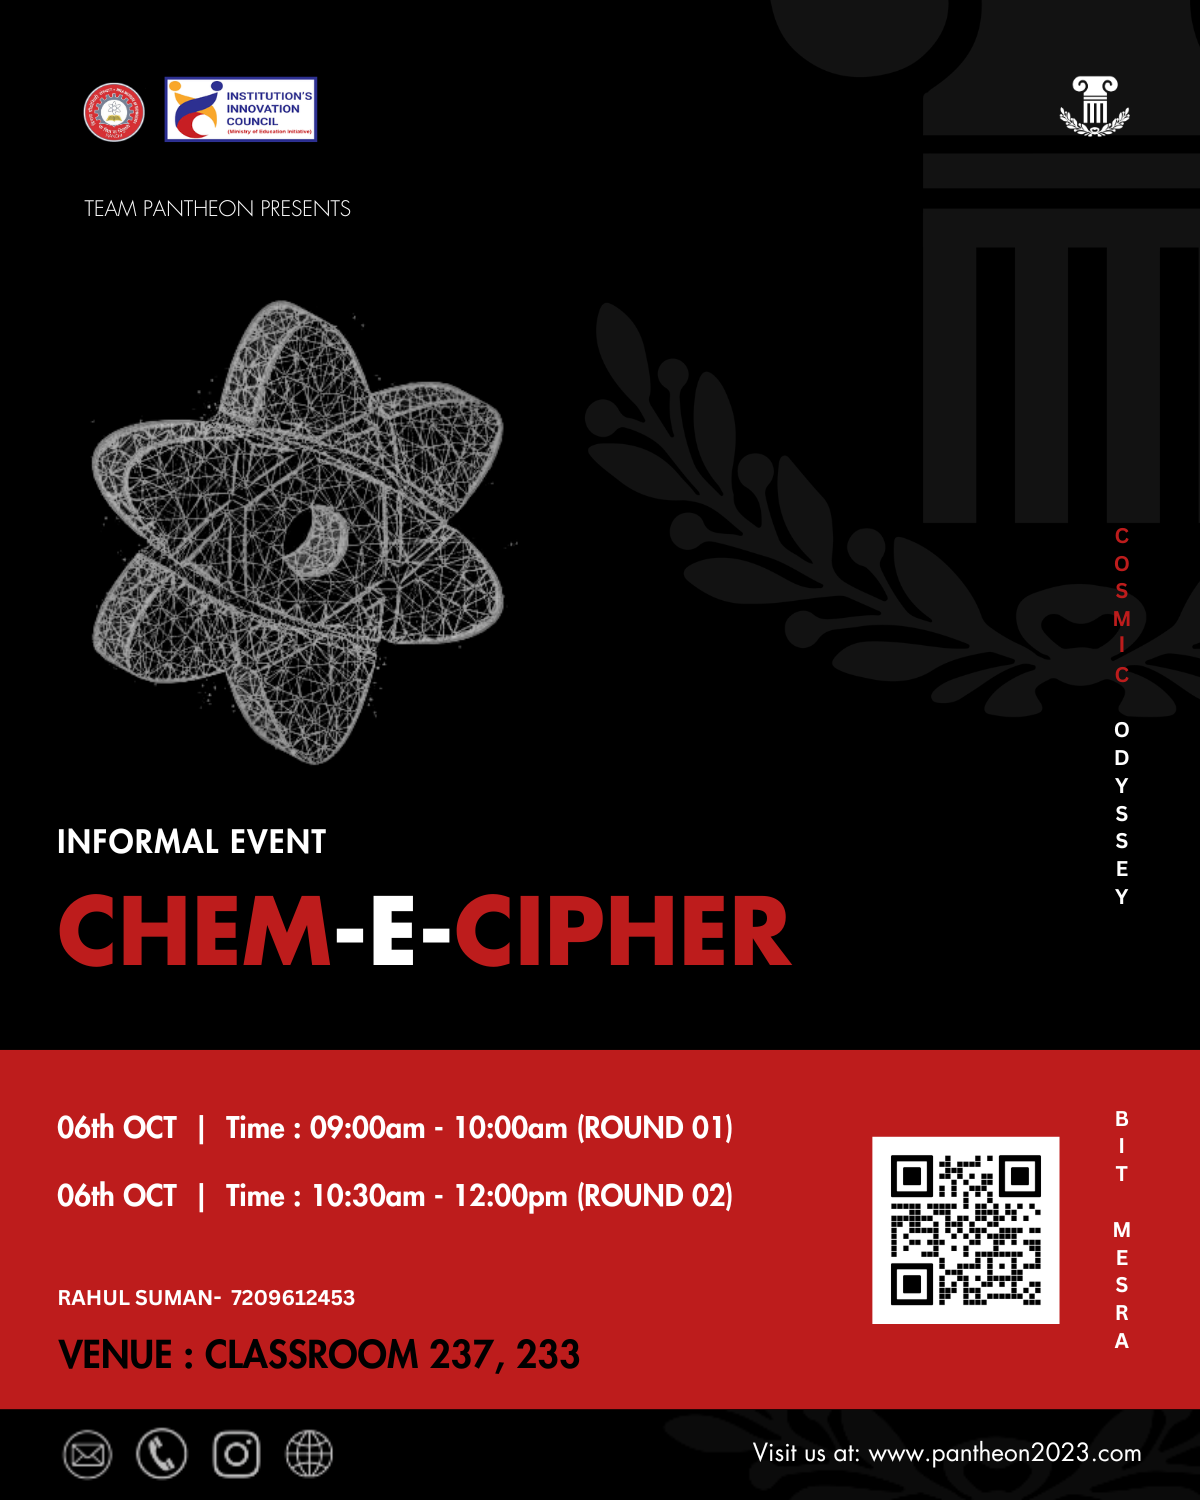 INSTITUTION'S
INNOVATION
COUNCIL
(Ministry of Education Initiative)
TEAM PANTHEON PRESENTS
COSMIC ODYSSEY
INFORMAL EVENT
CHEM-E-CIPHER
06th OCT | Time : 09:00am - 10:00am (ROUND 01)
06th OCT | Time : 10:30am - 12:00pm (ROUND 02)
BIT MESRA
RAHUL SUMAN- 7209612453
VENUE : CLASSROOM 237, 233
Visit us at: www.pantheon2023.com